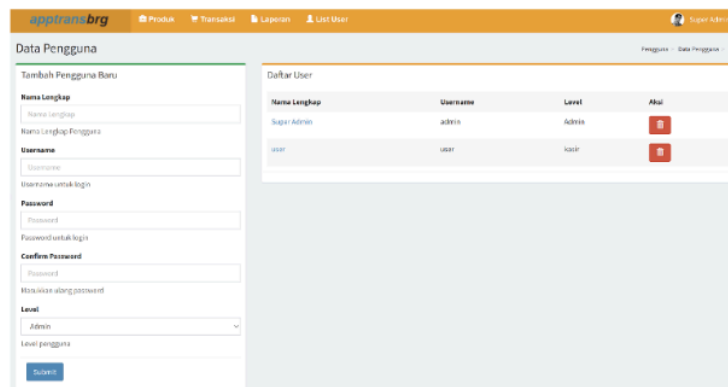 apptransbrg Produk Transaksi Laporan List User Super Admin
Data Pengguna
Pengguna Data Pengguna
Tambah Pengguna Baru
Nama Lengkap
Nama Lengkap
Nama Lengkap Pengguna
Username
Username
Username untuk login
Password
Password
Password untuk login
Confirm Password
Password
Masukkan ulang password
Level
Admin
Level pengguna
Submit
Daftar User
Nama Lengkap Username Level Aksi
Super Admin admin Admin
user user kasir